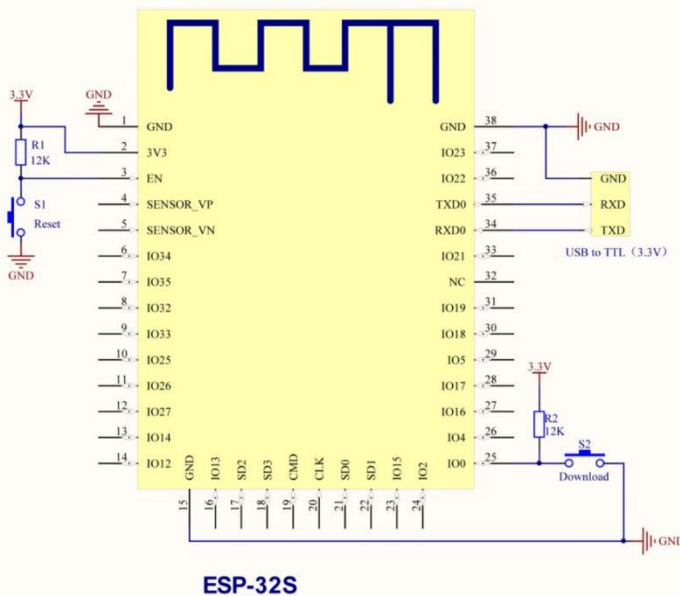 3.3V
GND
R1
12K
S1
Reset
GND
1 GND
2 3V3
3 EN
4 SENSOR_VP
5 SENSOR_VN
6 IO34
7 IO35
8 IO32
9 IO33
10 IO25
11 IO26
12 IO27
13 IO14
14 IO12
GND 15
IO13 16
SD2 17
SD3 18
CMD 19
CLK 20
SD0 21
SD1 22
IO15 23
IO2 24
GND 38
IO23 37
IO22 36
TXD0 35
RXD0 34
IO21 33
NC 32
IO19 31
IO18 30
IO5 29
IO17 28
IO16 27
IO4 26
IO0 25
GND
GND
RXD
TXD
USB to TTL（3.3V）
3.3V
R2
12K
S2
Download
GND
ESP-32S